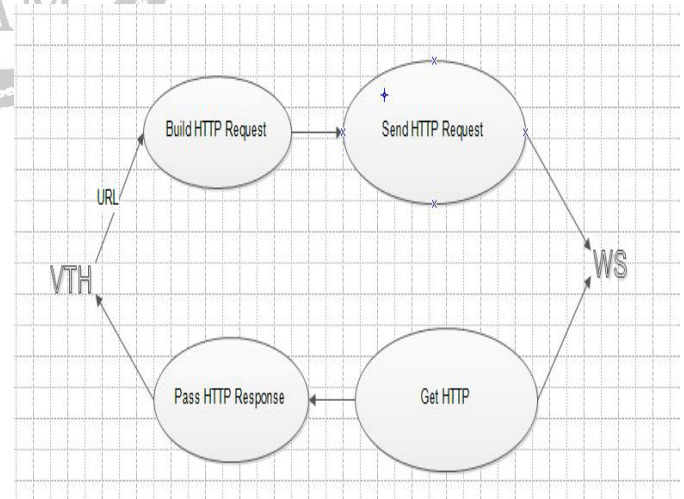 Build HTTP Request
Send HTTP Request
URL
VTH
WS
Pass HTTP Response
Get HTTP